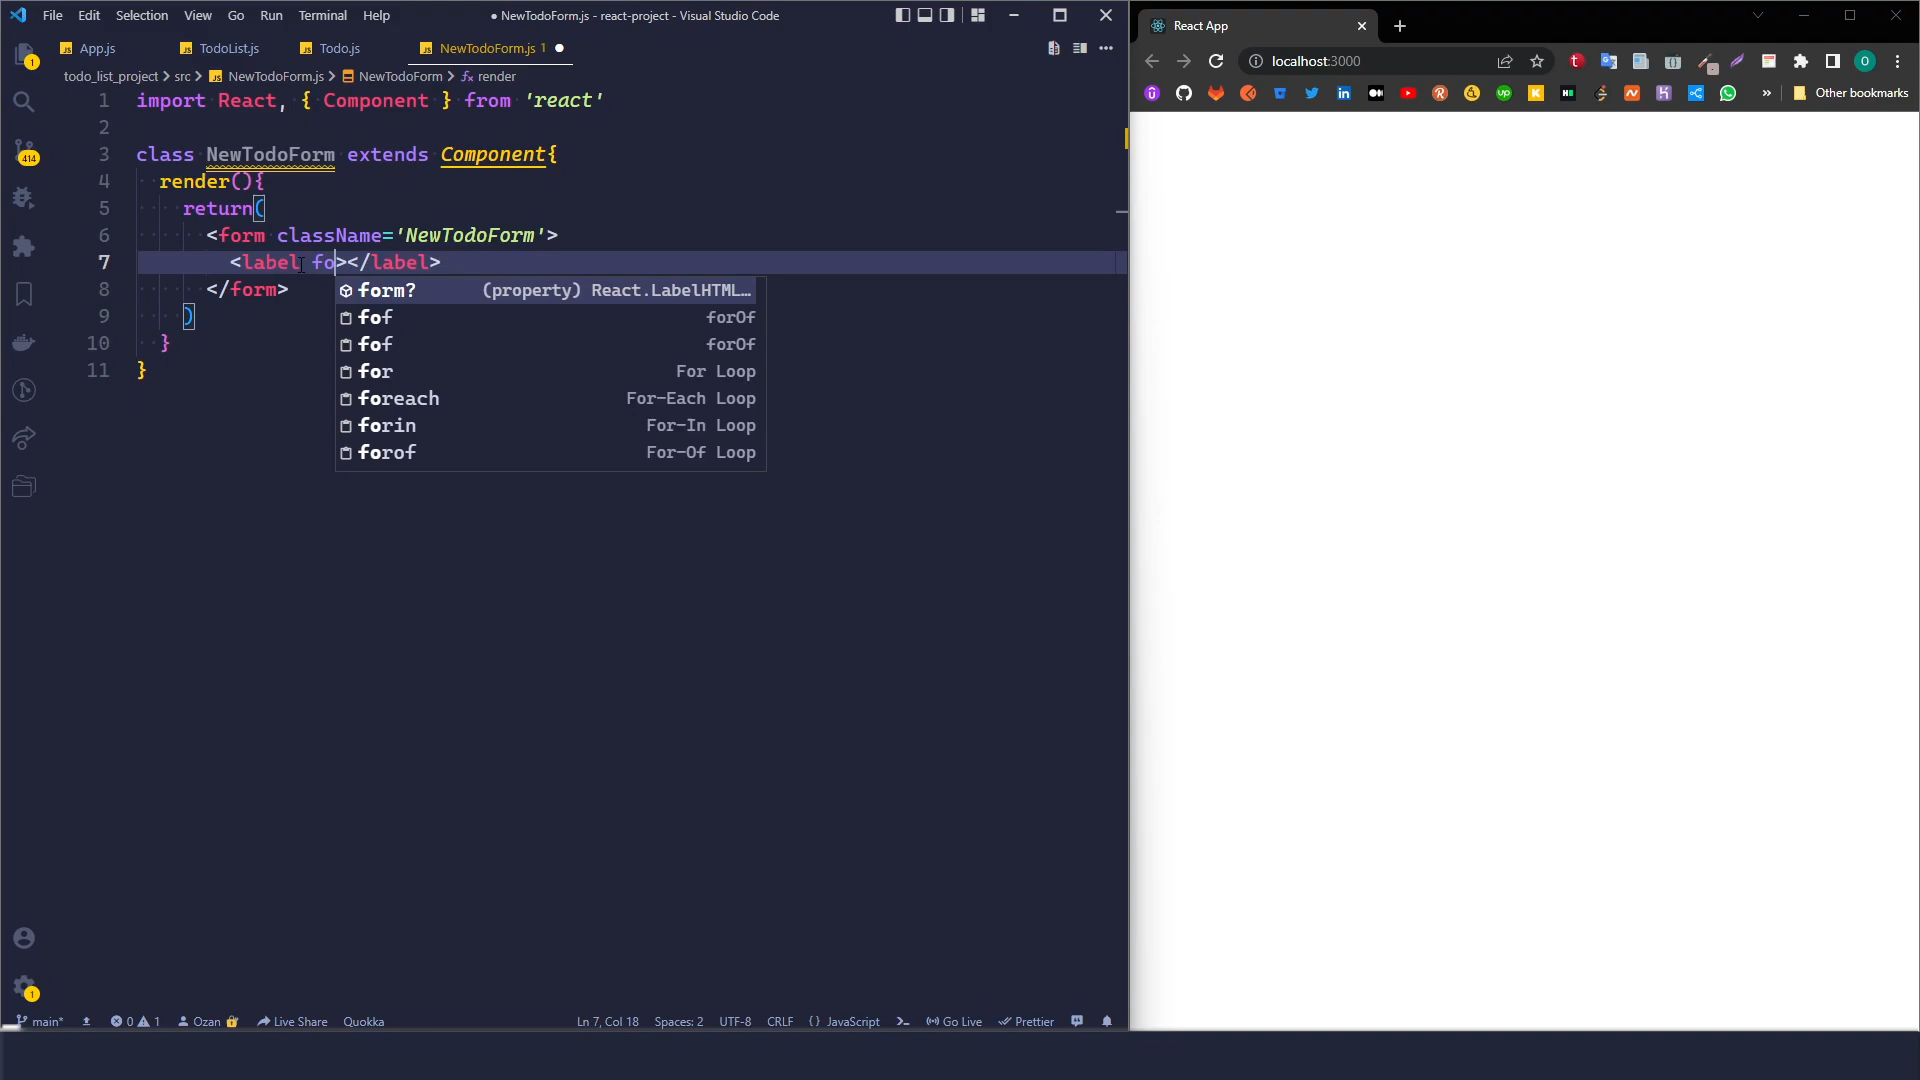 File Edit Selection View Go Run Terminal Help
● NewTodoForm.js - react-project - Visual Studio Code
App.js TodoList.js Todo.js NewTodoForm.js 1
todo_list_project > src > NewTodoForm.js > NewTodoForm > render
1 import React, { Component } from 'react'
2
3 class NewTodoForm extends Component{
4 render(){
5 return(
6 <form className='NewTodoForm'>
7 <label fo></label>
8 </form>
9 )
10 }
11 }
form? (property) React.LabelHTML…
fof forOf
fof forOf
for For Loop
foreach For-Each Loop
forin For-In Loop
forof For-Of Loop
1
414
1
main* 0 1 Ozan Live Share Quokka
Ln 7, Col 18 Spaces: 2 UTF-8 CRLF {} JavaScript Go Live Prettier
React App
localhost:3000
O
Other bookmarks